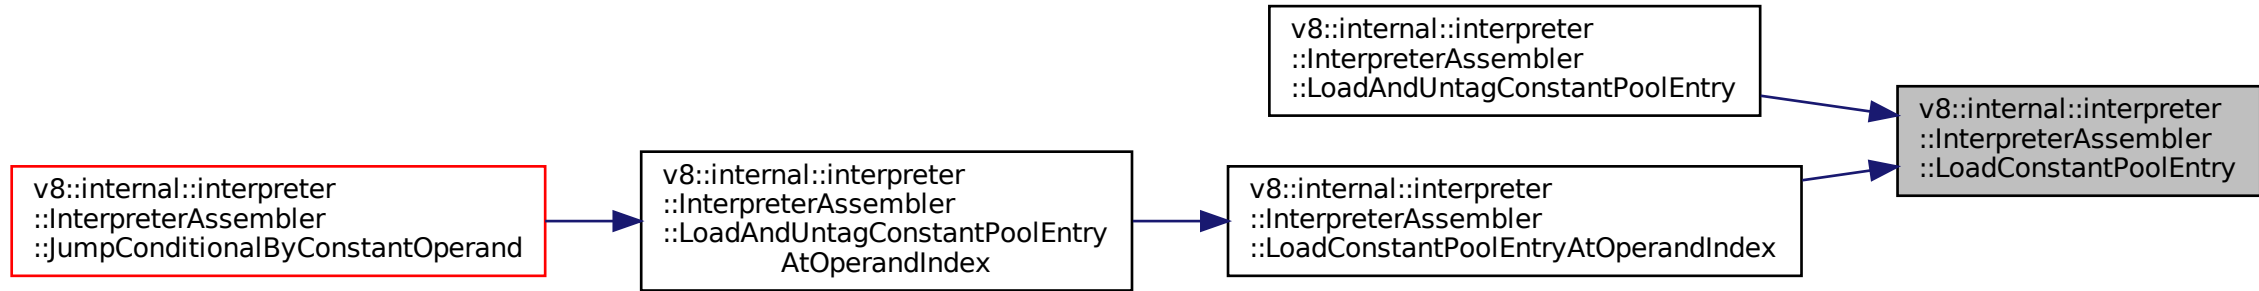 v8::internal::interpreter
::InterpreterAssembler
::LoadAndUntagConstantPoolEntry
v8::internal::interpreter
::InterpreterAssembler
::LoadConstantPoolEntry
v8::internal::interpreter
::InterpreterAssembler
::JumpConditionalByConstantOperand
v8::internal::interpreter
::InterpreterAssembler
::LoadAndUntagConstantPoolEntry
AtOperandIndex
v8::internal::interpreter
::InterpreterAssembler
::LoadConstantPoolEntryAtOperandIndex